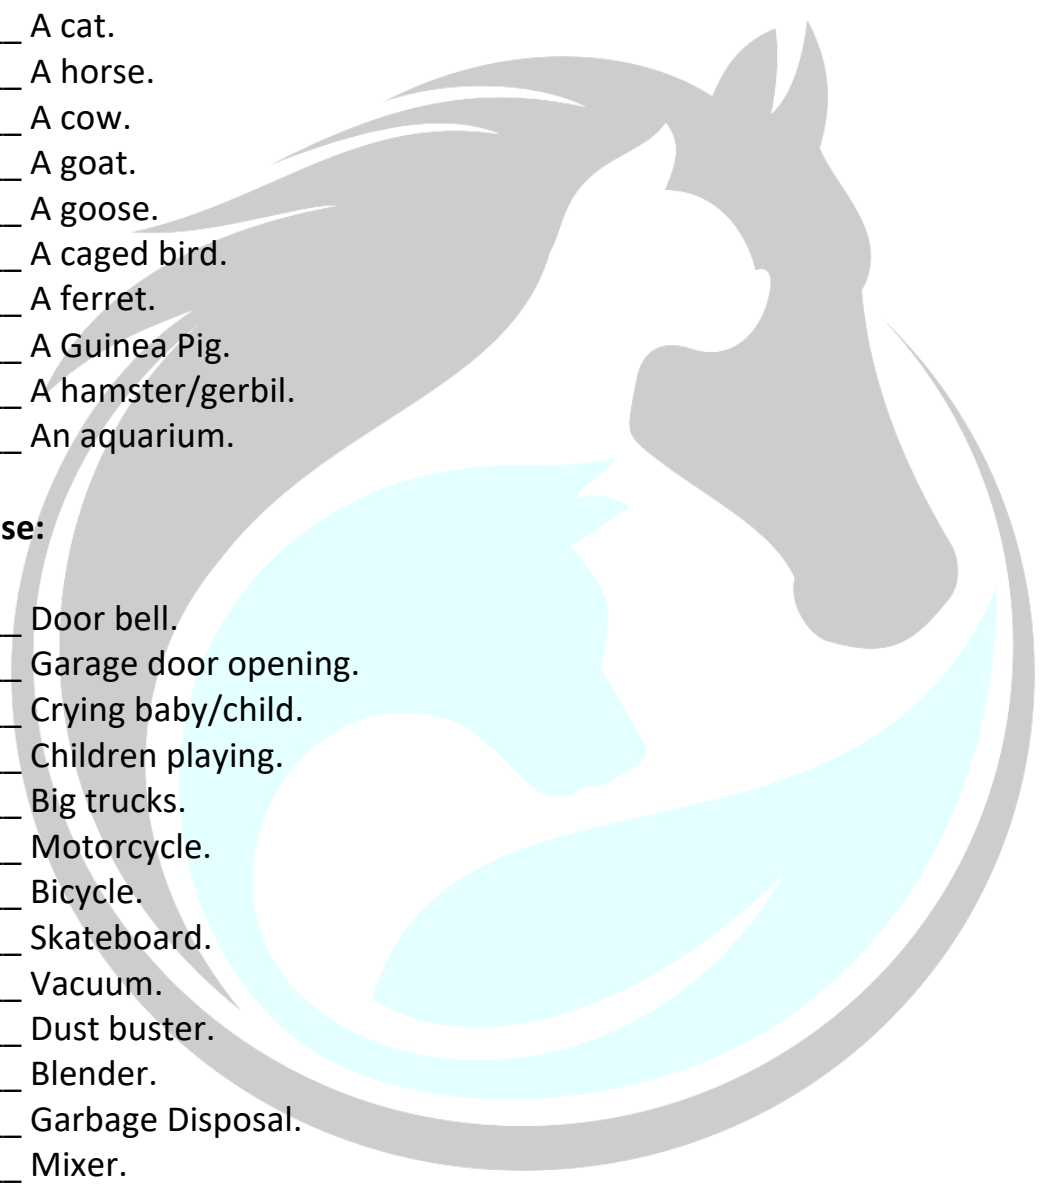 _ A cat.
_ A horse.
_ A cow.
_ A goat.
_ A goose.
_ A caged bird.
_ A ferret.
_ A Guinea Pig.
_ A hamster/gerbil.
_ An aquarium.
se:
_ Door bell.
_ Garage door opening.
_ Crying baby/child.
_ Children playing.
_ Big trucks.
_ Motorcycle.
_ Bicycle.
_ Skateboard.
_ Vacuum.
_ Dust buster.
_ Blender.
_ Garbage Disposal.
_ Mixer.